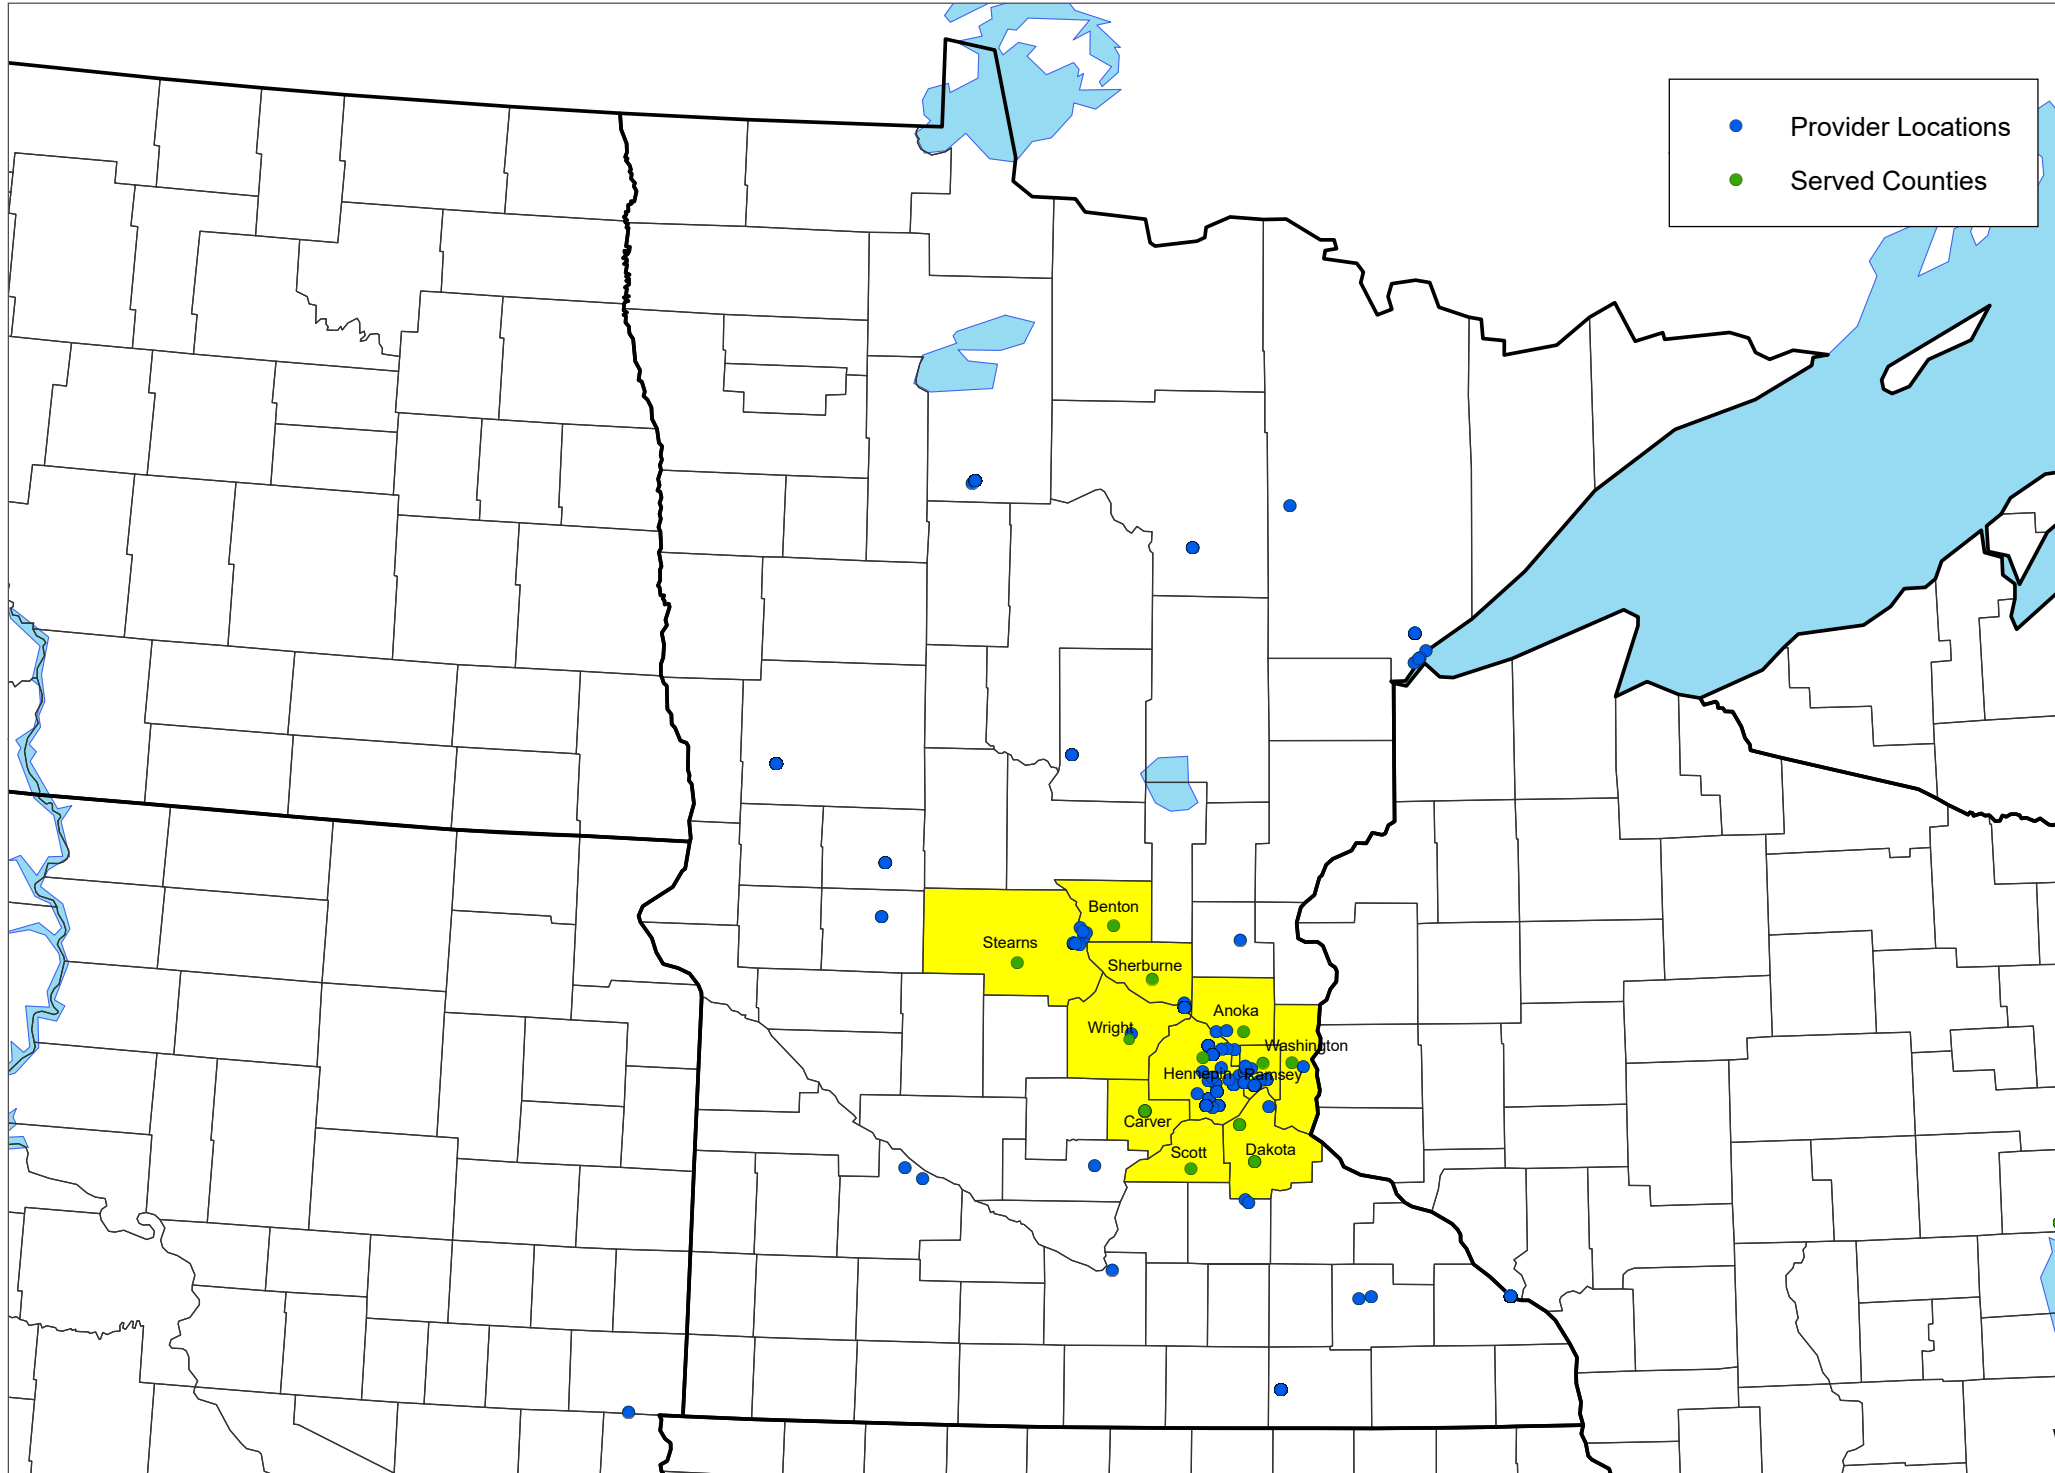 Provider Locations
Served Counties
Benton
Stearns
Sherburne
Anoka
Wright
Washington
Hennepin
Ramsey
Carver
Scott
Dakota